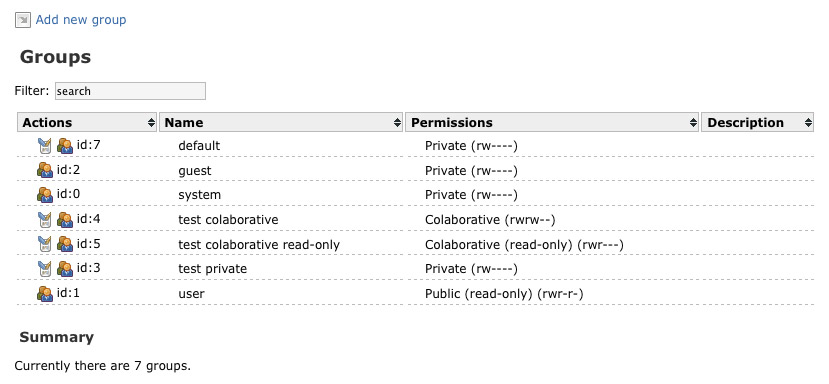 Add new group
Groups
Filter: search
Actions Name Permissions Description
id:7 default Private (rw----)
id:2 guest Private (rw----)
id:0 system Private (rw----)
id:4 test colaborative Colaborative (rwrw--)
id:5 test colaborative read-only Colaborative (read-only) (rwr---)
id:3 test private Private (rw----)
id:1 user Public (read-only) (rwr-r-)
Summary
Currently there are 7 groups.